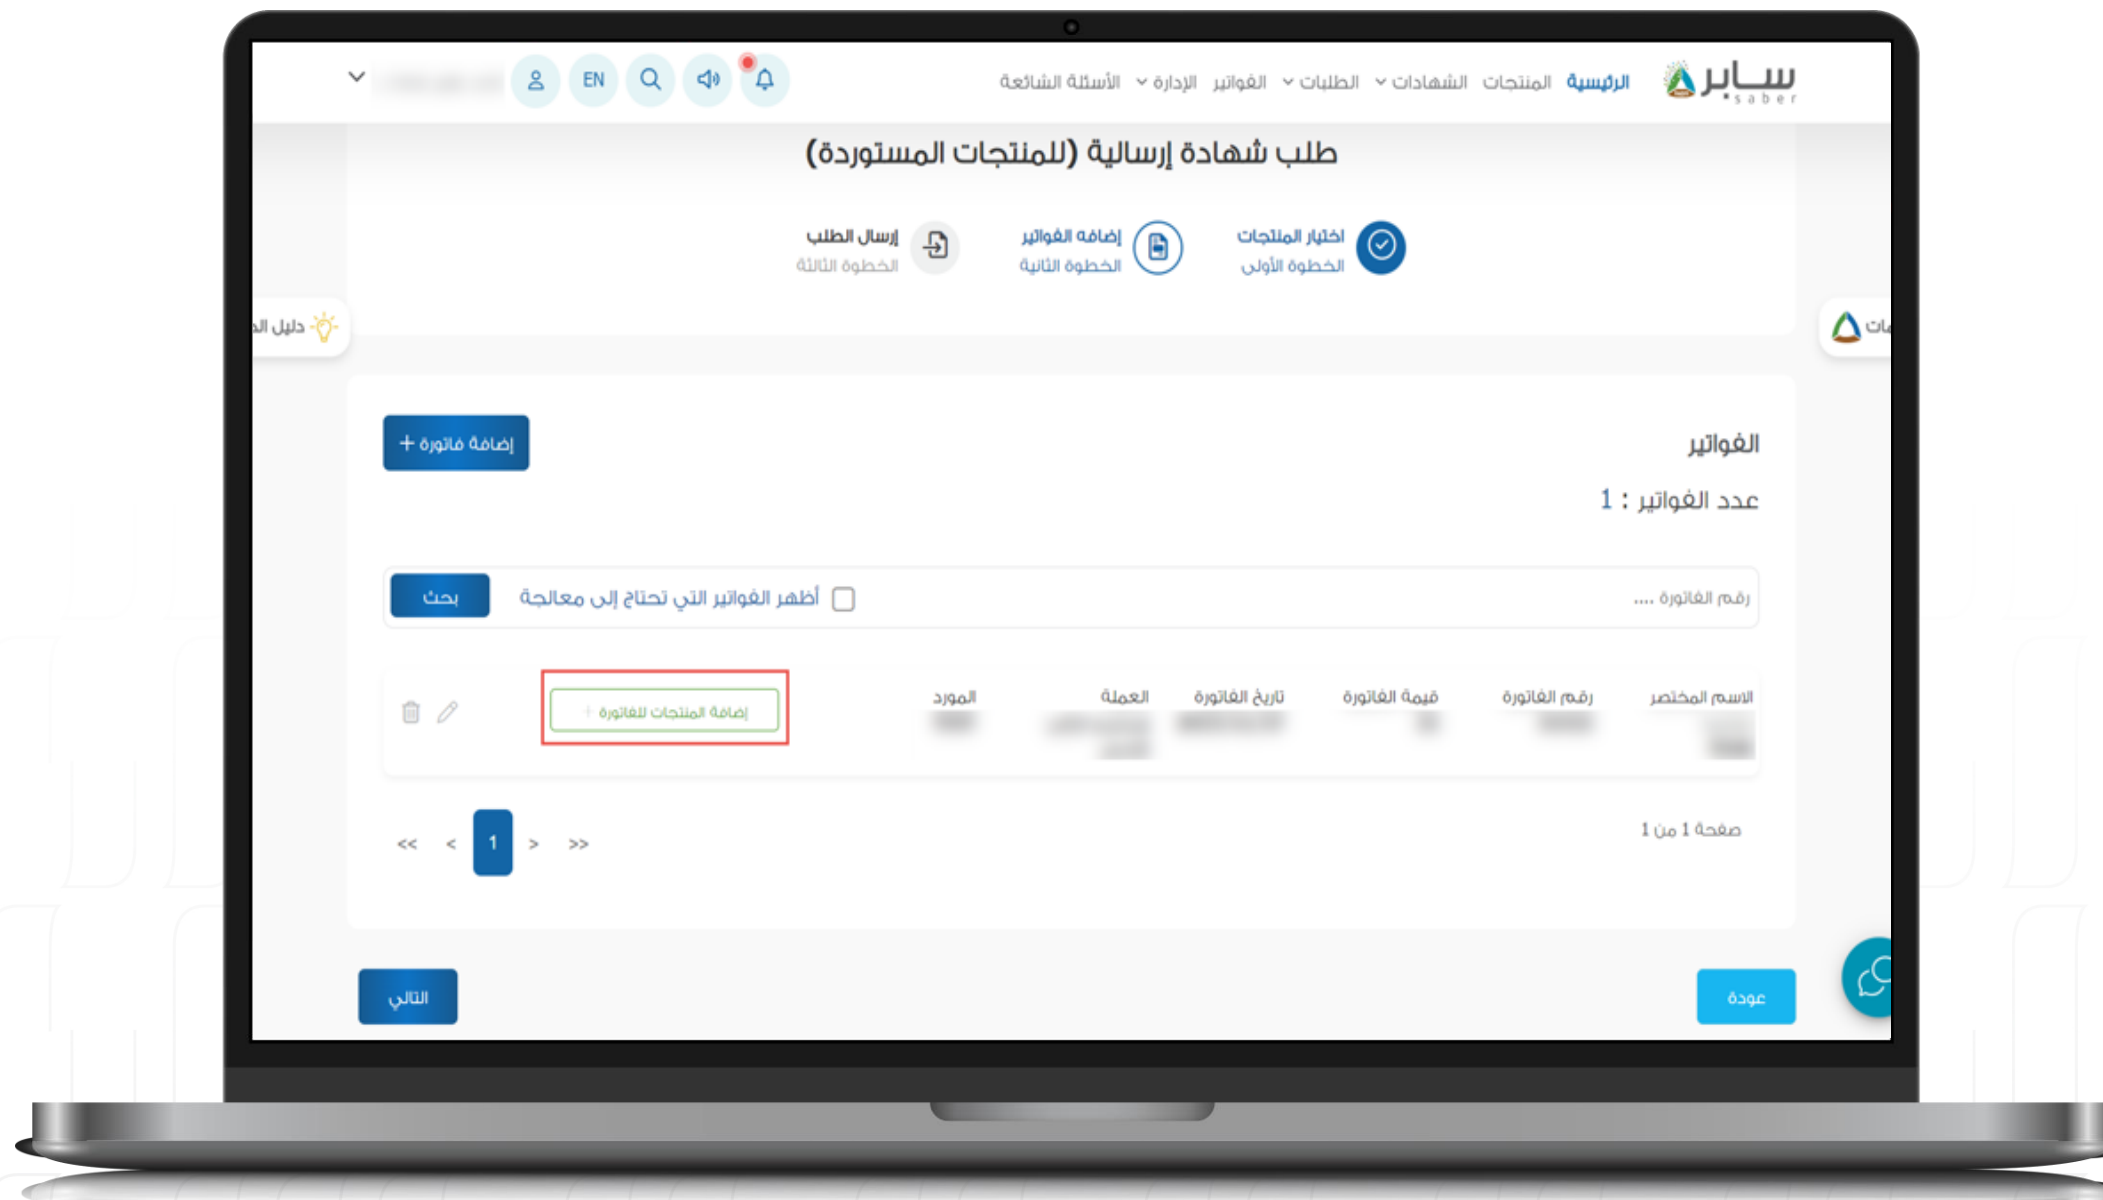 سابر
saber
الرئيسية المنتجات الشهادات الطلبات الفواتير الإدارة الأسئلة الشائعة
EN
طلب شهادة إرسالية (للمنتجات المستوردة)
اختيار المنتجات
الخطوة الأولى
إضافه الفواتير
الخطوة الثانية
إرسال الطلب
الخطوة الثالثة
دليل
الفواتير
إضافة فاتورة +
عدد الفواتير : 1
رقم الفاتورة ....
أظهر الفواتير التي تحتاج إلى معالجة
بحث
الاسم المختصر رقم الفاتورة قيمة الفاتورة تاريخ الفاتورة العملة المورد
إضافة المنتجات للفاتورة +
صفحة 1 من 1
<< < 1 > >>
عودة
التالي